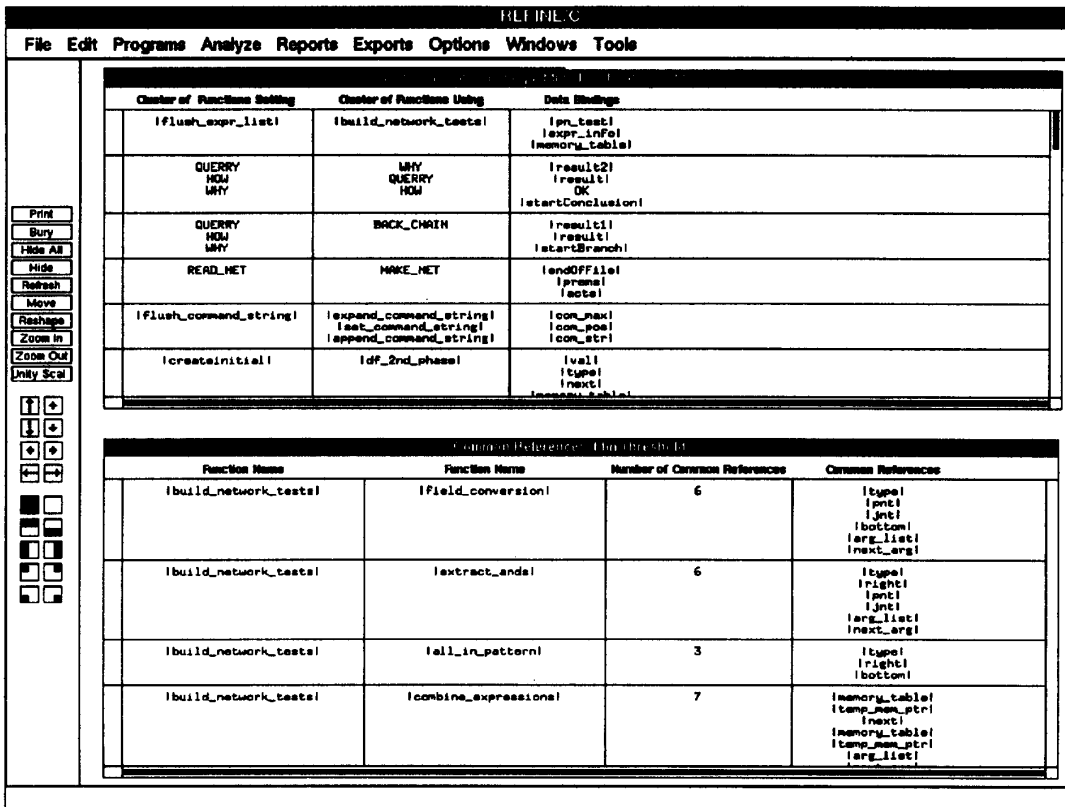 REFINE/C
File Edit Programs Analyze Reports Exports Options Windows Tools
Cluster of Functions Setting Cluster of Functions Using Data Bindings
|flush_expr_list| |build_network_tests| |pn_test|
|expr_info|
|memory_table|
QUERRY WHY |result2|
HOW QUERRY |result|
WHY HOW OK
|startConclusion|
QUERRY BACK_CHAIN |result1|
HOW |result|
WHY |startBranch|
READ_NET MAKE_NET |endOfFile|
|prems|
|acts|
|flush_command_string| |expand_command_string| |com_max|
|set_command_string| |com_pos|
|append_command_string| |com_str|
|createinitial| |df_2nd_phase| |val|
|type|
|next|
|memory_table|
Print
Bury
Hide All
Hide
Refresh
Move
Reshape
Zoom In
Zoom Out
Unity Scal
Common References Thin Threshold
Function Name Function Name Number of Common References Common References
|build_network_tests| |field_conversion| 6 |type|
|pnt|
|jnt|
|bottom|
|arg_list|
|next_arg|
|build_network_tests| |extract_ands| 6 |type|
|right|
|pnt|
|jnt|
|arg_list|
|next_arg|
|build_network_tests| |all_in_pattern| 3 |type|
|right|
|bottom|
|build_network_tests| |combine_expressions| 7 |memory_table|
|temp_mem_ptr|
|next|
|memory_table|
|temp_mem_ptr|
|arg_list|